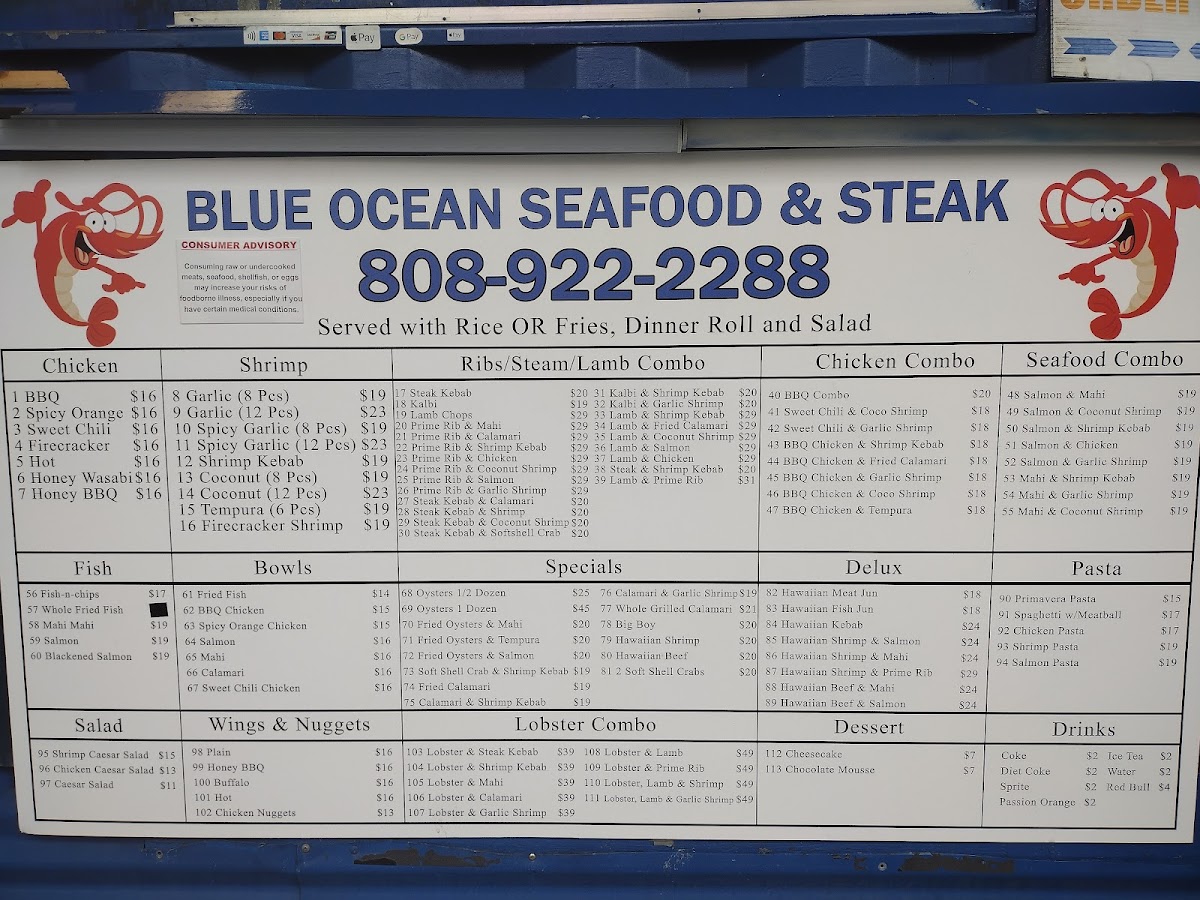 ORDER
VISA
Pay
G Pay
Pay
BLUE OCEAN SEAFOOD & STEAK
808-922-2288
CONSUMER ADVISORY
Consuming raw or undercooked
meats, seafood, shellfish, or eggs
may increase your risks of
foodborne illness, especially if you
have certain medical conditions.
Served with Rice OR Fries, Dinner Roll and Salad
Chicken
1 BBQ $16
2 Spicy Orange $16
3 Sweet Chili $16
4 Firecracker $16
5 Hot $16
6 Honey Wasabi $16
7 Honey BBQ $16
Shrimp
8 Garlic (8 Pcs) $19
9 Garlic (12 Pcs) $23
10 Spicy Garlic (8 Pcs) $19
11 Spicy Garlic (12 Pcs) $23
12 Shrimp Kebab $19
13 Coconut (8 Pcs) $19
14 Coconut (12 Pcs) $23
15 Tempura (6 Pcs) $19
16 Firecracker Shrimp $19
Ribs/Steam/Lamb Combo
17 Steak Kebab $20
18 Kalbi $19
19 Lamb Chops $29
20 Prime Rib & Mahi $29
21 Prime Rib & Calamari $29
22 Prime Rib & Shrimp Kebab $29
23 Prime Rib & Chicken $29
24 Prime Rib & Coconut Shrimp $29
25 Prime Rib & Salmon $29
26 Prime Rib & Garlic Shrimp $29
27 Steak Kebab & Calamari $20
28 Steak Kebab & Shrimp $20
29 Steak Kebab & Coconut Shrimp $20
30 Steak Kebab & Softshell Crab $20
31 Kalbi & Shrimp Kebab $20
32 Kalbi & Garlic Shrimp $20
33 Lamb & Shrimp Kebab $29
34 Lamb & Fried Calamari $29
35 Lamb & Coconut Shrimp $29
36 Lamb & Salmon $29
37 Lamb & Chicken $29
38 Steak & Shrimp Kebab $20
39 Lamb & Prime Rib $31
Chicken Combo
40 BBQ Combo $20
41 Sweet Chili & Coco Shrimp $18
42 Sweet Chili & Garlic Shrimp $18
43 BBQ Chicken & Shrimp Kebab $18
44 BBQ Chicken & Fried Calamari $18
45 BBQ Chicken & Garlic Shrimp $18
46 BBQ Chicken & Coco Shrimp $18
47 BBQ Chicken & Tempura $18
Seafood Combo
48 Salmon & Mahi $19
49 Salmon & Coconut Shrimp $19
50 Salmon & Shrimp Kebab $19
51 Salmon & Chicken $19
52 Salmon & Garlic Shrimp $19
53 Mahi & Shrimp Kebab $19
54 Mahi & Garlic Shrimp $19
55 Mahi & Coconut Shrimp $19
Fish
56 Fish-n-chips $17
57 Whole Fried Fish
58 Mahi Mahi $19
59 Salmon $19
60 Blackened Salmon $19
Bowls
61 Fried Fish $14
62 BBQ Chicken $15
63 Spicy Orange Chicken $15
64 Salmon $16
65 Mahi $16
66 Calamari $16
67 Sweet Chili Chicken $16
Specials
68 Oysters 1/2 Dozen $25
69 Oysters 1 Dozen $45
70 Fried Oysters & Mahi $20
71 Fried Oysters & Tempura $20
72 Fried Oysters & Salmon $20
73 Soft Shell Crab & Shrimp Kebab $19
74 Fried Calamari $19
75 Calamari & Shrimp Kebab $19
76 Calamari & Garlic Shrimp $19
77 Whole Grilled Calamari $21
78 Big Boy $20
79 Hawaiian Shrimp $20
80 Hawaiian Beef $20
81 2 Soft Shell Crabs $20
Delux
82 Hawaiian Meat Jun $18
83 Hawaiian Fish Jun $18
84 Hawaiian Kebab $24
85 Hawaiian Shrimp & Salmon $24
86 Hawaiian Shrimp & Mahi $24
87 Hawaiian Shrimp & Prime Rib $29
88 Hawaiian Beef & Mahi $24
89 Hawaiian Beef & Salmon $24
Pasta
90 Primavera Pasta $15
91 Spaghetti w/Meatball $17
92 Chicken Pasta $17
93 Shrimp Pasta $19
94 Salmon Pasta $19
Salad
95 Shrimp Caesar Salad $15
96 Chicken Caesar Salad $13
97 Caesar Salad $11
Wings & Nuggets
98 Plain $16
99 Honey BBQ $16
100 Buffalo $16
101 Hot $16
102 Chicken Nuggets $13
Lobster Combo
103 Lobster & Steak Kebab $39
104 Lobster & Shrimp Kebab $39
105 Lobster & Mahi $39
106 Lobster & Calamari $39
107 Lobster & Garlic Shrimp $39
108 Lobster & Lamb $49
109 Lobster & Prime Rib $49
110 Lobster, Lamb & Shrimp $49
111 Lobster, Lamb & Garlic Shrimp $49
Dessert
112 Cheesecake $7
113 Chocolate Mousse $7
Drinks
Coke $2
Diet Coke $2
Sprite $2
Passion Orange $2
Ice Tea $2
Water $2
Red Bull $4